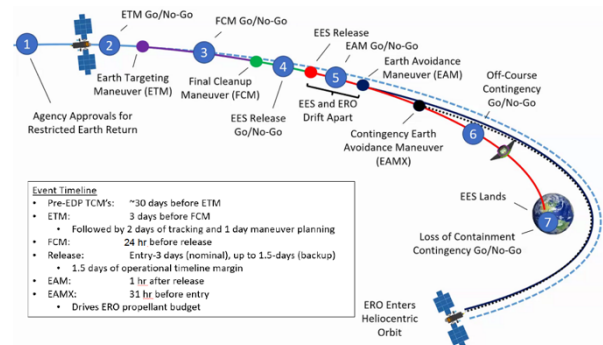 ETM Go/No-Go
FCM Go/No-Go
EES Release
EAM Go/No-Go
Earth Avoidance
Maneuver (EAM)
Off-Course
Contingency
Go/No-Go
1
2
3
4
5
6
7
Earth Targeting
Maneuver (ETM)
Final Cleanup
Maneuver (FCM)
Agency Approvals for
Restricted Earth Return
EES Release
Go/No-Go
EES and ERO
Drift Apart
Contingency Earth
Avoidance Maneuver
(EAMX)
EES Lands
Loss of Containment
Contingency Go/No-Go
ERO Enters
Heliocentric
Orbit
Event Timeline
• Pre-EDP TCM's: ~30 days before ETM
• ETM: 3 days before FCM
• Followed by 2 days of tracking and 1 day maneuver planning
• FCM: 24 hr before release
• Release: Entry-3 days (nominal), up to 1.5-days (backup)
• 1.5 days of operational timeline margin
• EAM: 1 hr after release
• EAMX: 31 hr before entry
• Drives ERO propellant budget